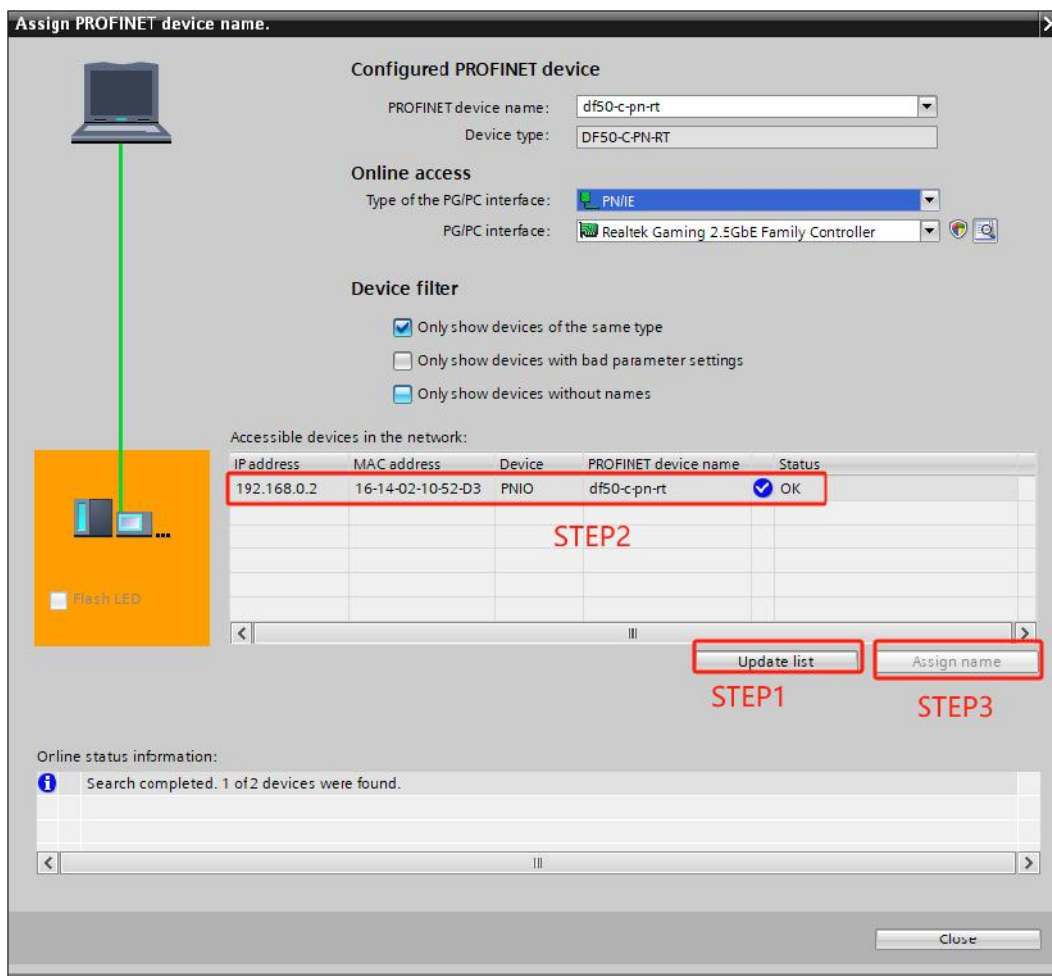 Assign PROFINET device name.
Configured PROFINET device
PROFINET device name: df50-c-pn-rt
Device type: DF50-C-PN-RT
Online access
Type of the PG/PC interface: PN/IE
PG/PC interface: Realtek Gaming 2.5GbE Family Controller
Device filter
Only show devices of the same type
Only show devices with bad parameter settings
Only show devices without names
Accessible devices in the network:
IP address MAC address Device PROFINET device name Status
192.168.0.2 16-14-02-10-52-D3 PNIO df50-c-pn-rt OK
STEP2
Flash LED
Update list Assign name
STEP1 STEP3
Online status information:
Search completed. 1 of 2 devices were found.
Close